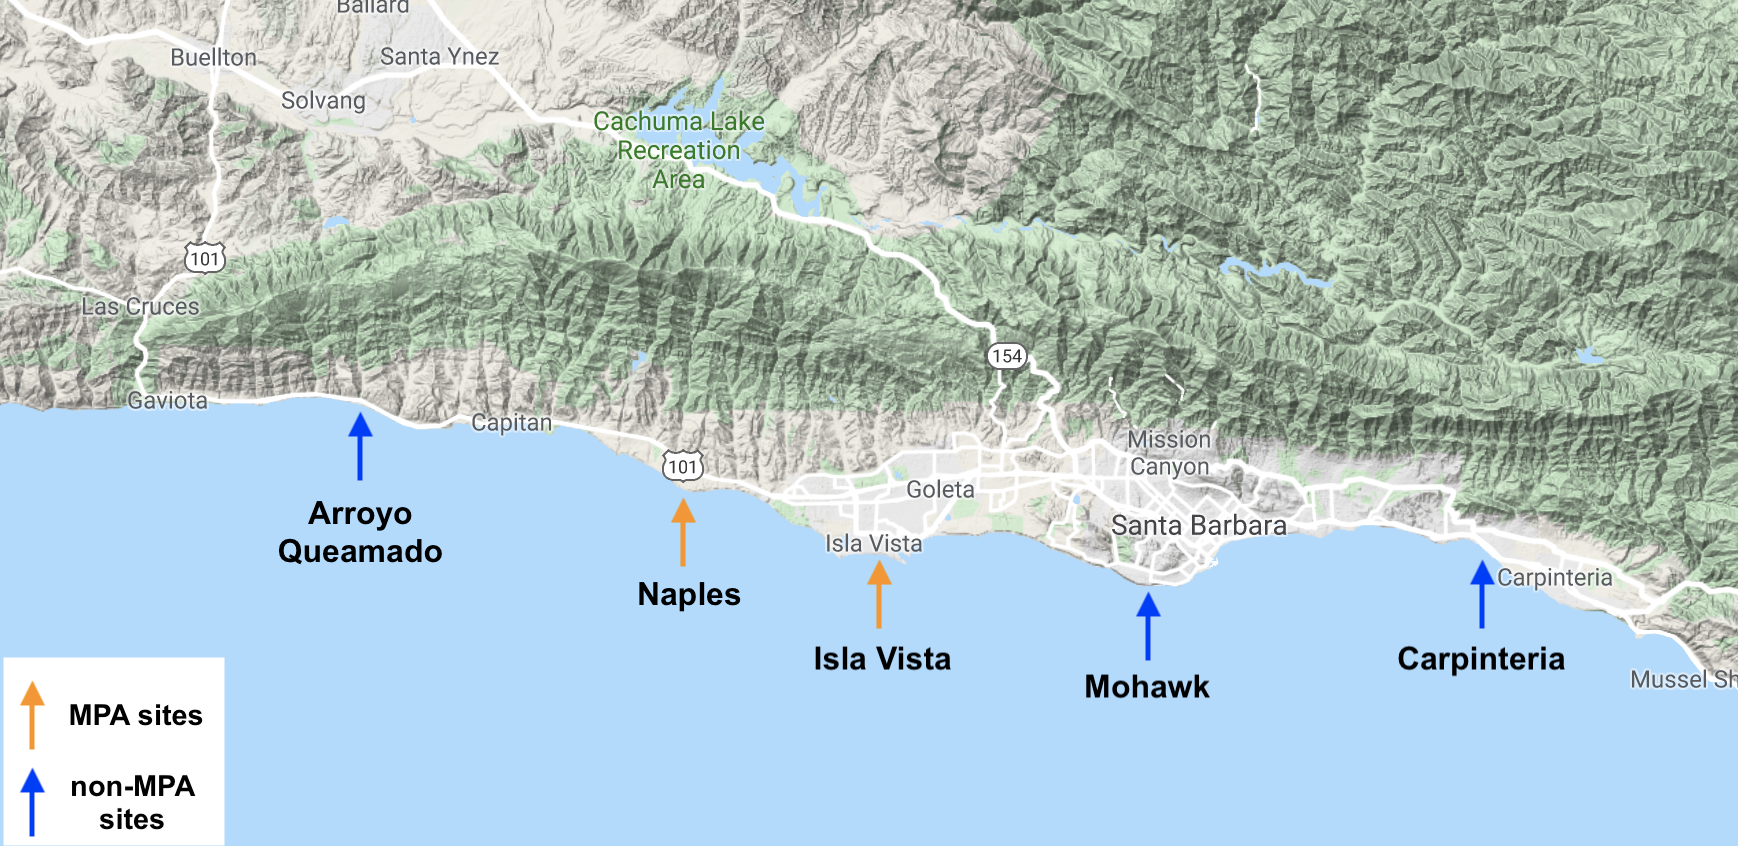 Ballard
Buellton
Santa Ynez
Solvang
Cachuma Lake
Recreation
Area
101
Las Cruces
154
Gaviota
Capitan
Mission
Canyon
101
Goleta
Santa Barbara
Isla Vista
Carpinteria
Arroyo
Queamado
Naples
Isla Vista
Mohawk
Carpinteria
Mussel Sh
MPA sites
non-MPA
sites